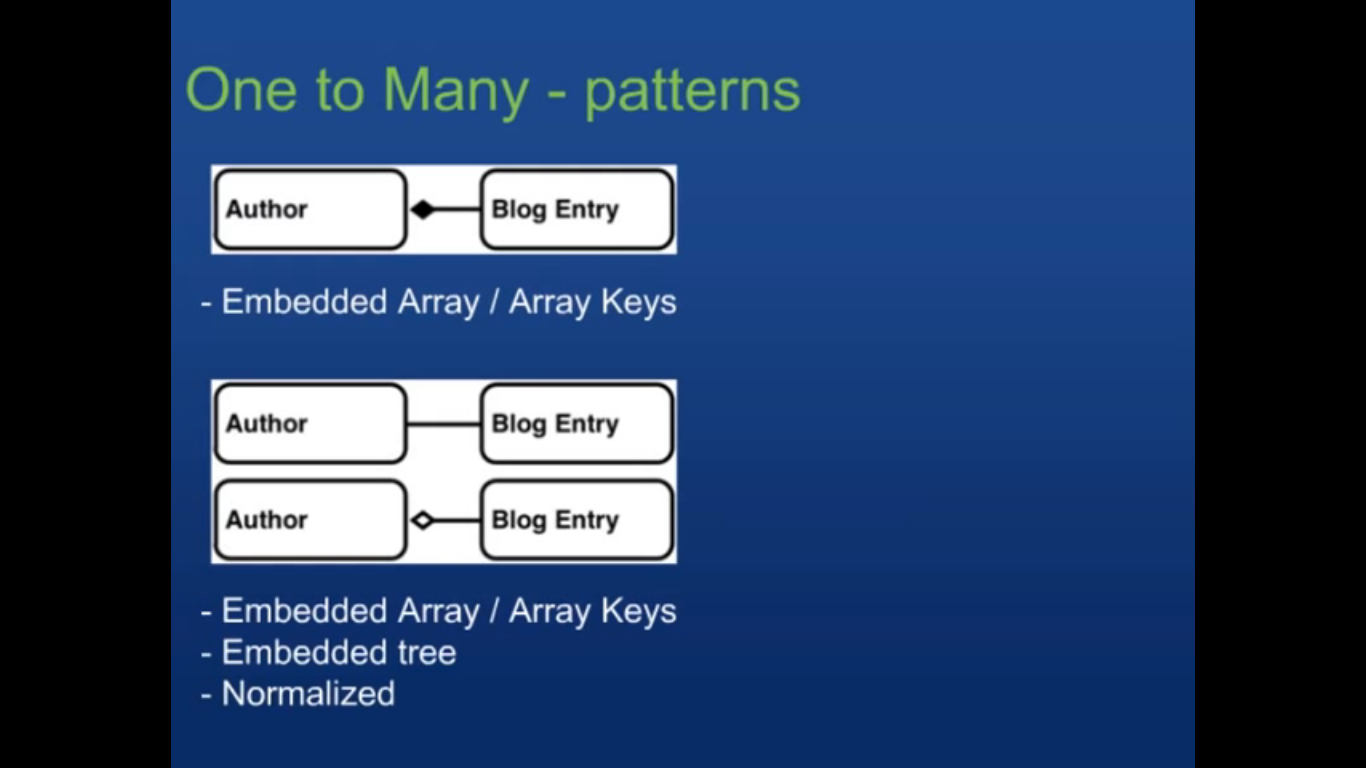 One to Many - patterns
Author
Blog Entry
- Embedded Array / Array Keys
Author
Blog Entry
Author
Blog Entry
- Embedded Array / Array Keys
- Embedded tree
- Normalized